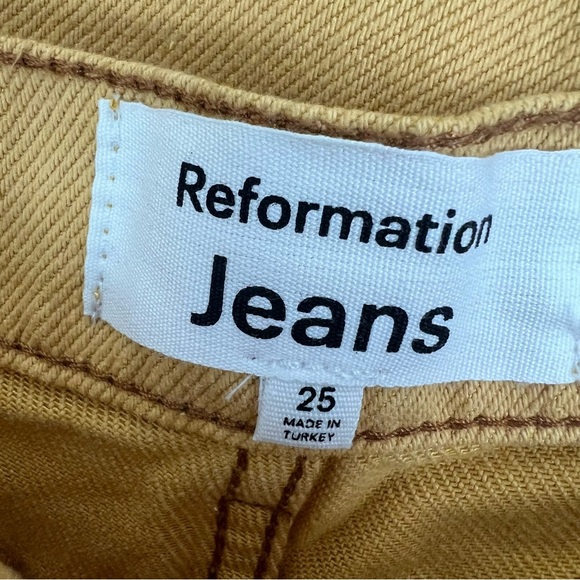 Reformation
Jeans
25
MADE IN
TURKEY